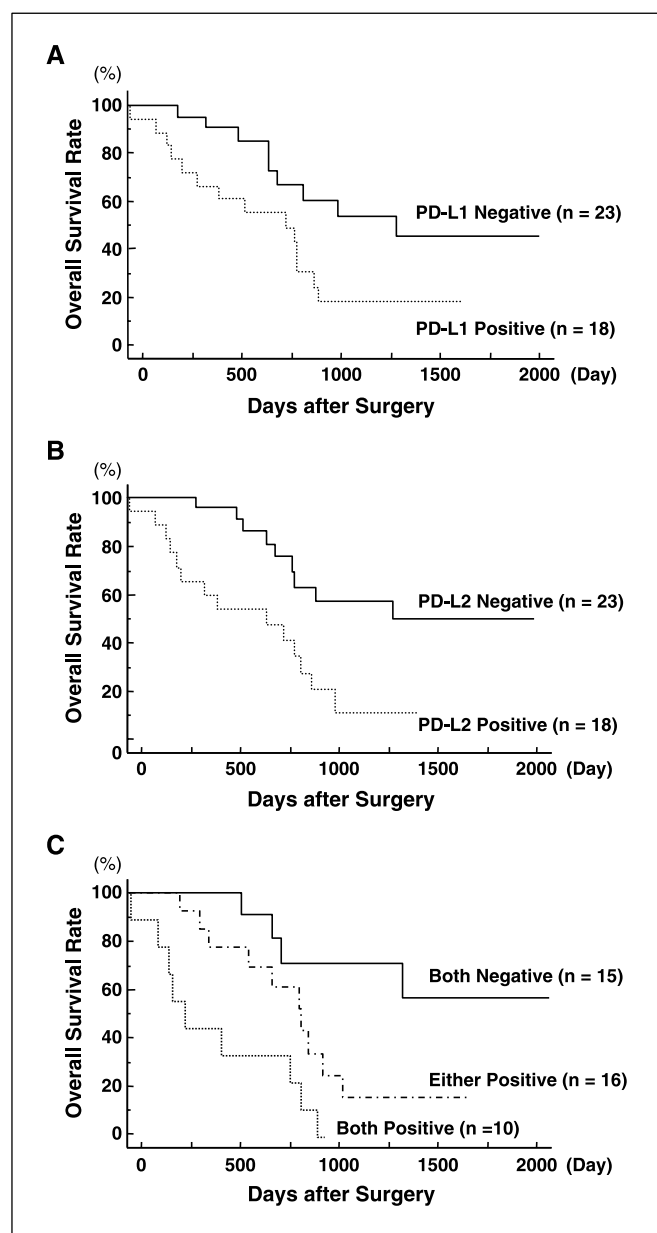 A
(%)
100
80
60
40
20
0
Overall Survival Rate
PD-L1 Negative (n = 23)
PD-L1 Positive (n = 18)
0 500 1000 1500 2000 (Day)
Days after Surgery
B
(%)
100
80
60
40
20
0
Overall Survival Rate
PD-L2 Negative (n = 23)
PD-L2 Positive (n = 18)
0 500 1000 1500 2000 (Day)
Days after Surgery
C
(%)
100
80
60
40
20
0
Overall Survival Rate
Both Negative (n = 15)
Either Positive (n = 16)
Both Positive (n =10)
0 500 1000 1500 2000 (Day)
Days after Surgery